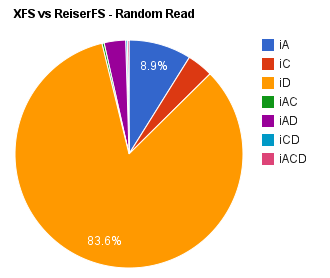 XFS vs ReiserFS - Random Read
iA
iC
iD
iAC
iAD
iCD
iACD
8.9%
83.6%